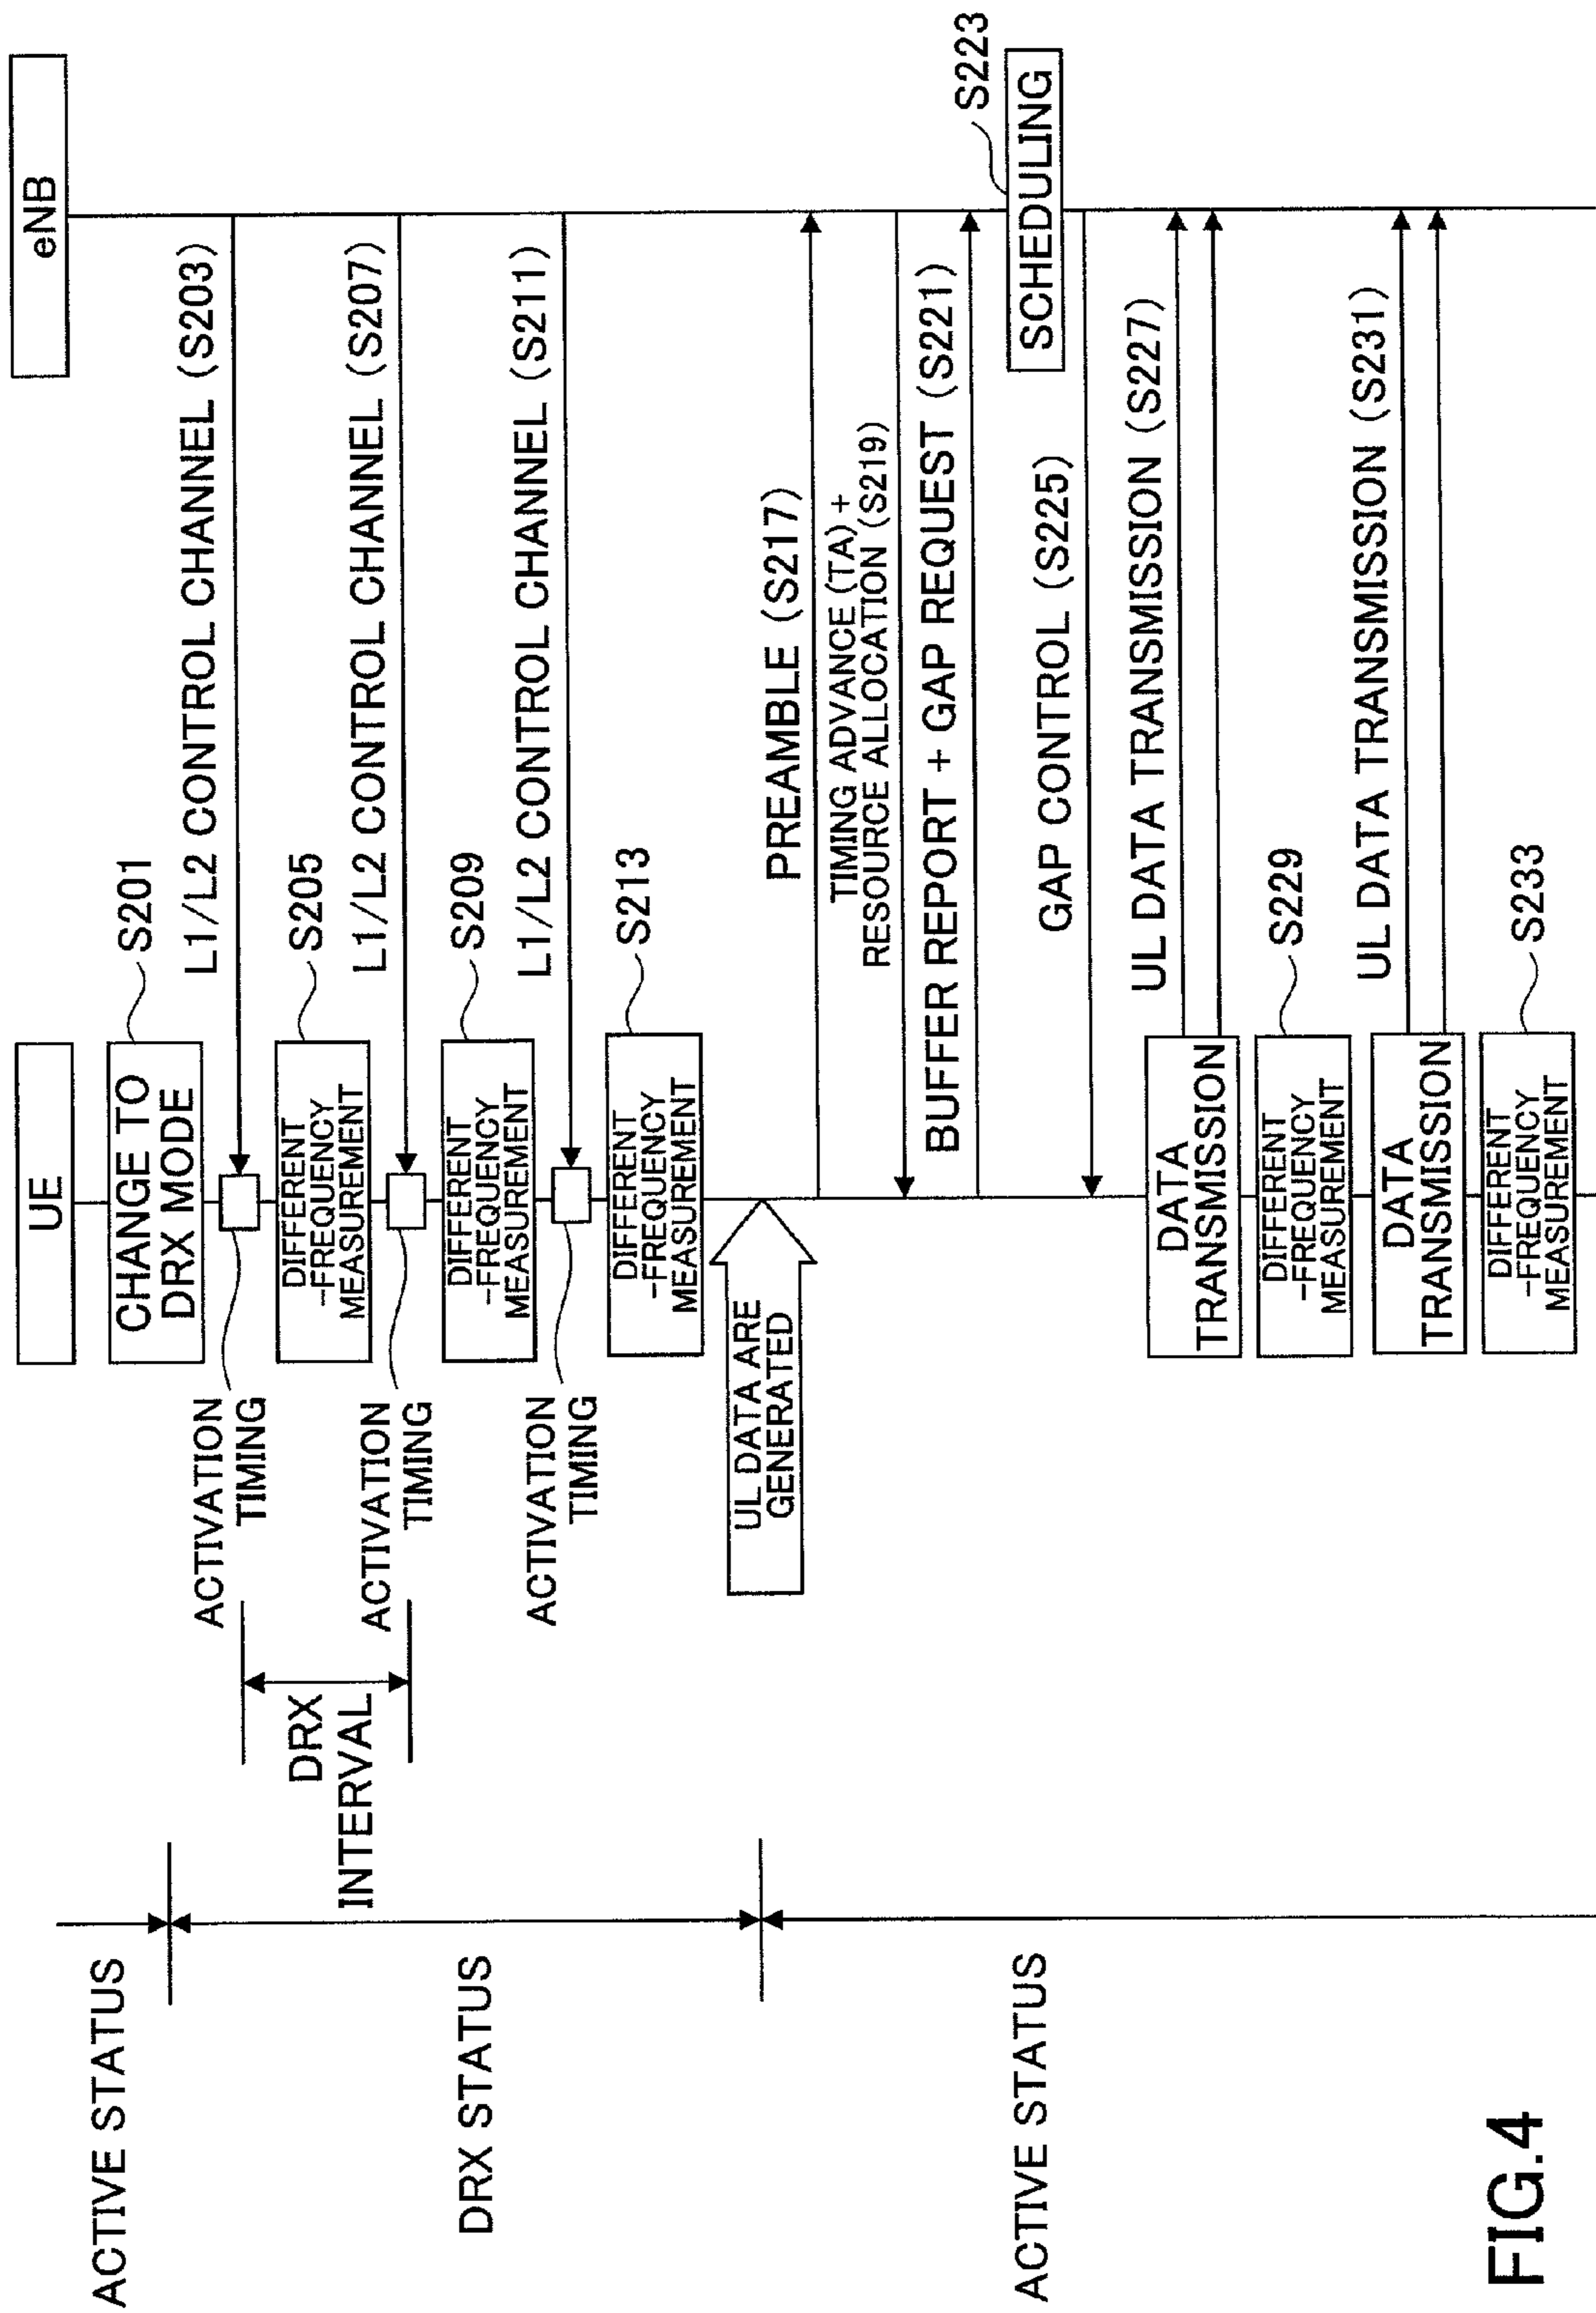 UE
eNB
ACTIVE STATUS
CHANGE TO
DRX MODE
S201
L1/L2 CONTROL CHANNEL (S203)
ACTIVATION
TIMING
DIFFERENT
-FREQUENCY
MEASUREMENT
S205
DRX
INTERVAL
L1/L2 CONTROL CHANNEL (S207)
ACTIVATION
TIMING
DRX STATUS
DIFFERENT
-FREQUENCY
MEASUREMENT
S209
L1/L2 CONTROL CHANNEL (S211)
ACTIVATION
TIMING
DIFFERENT
-FREQUENCY
MEASUREMENT
S213
UL DATA ARE
GENERATED
PREAMBLE (S217)
TIMING ADVANCE (TA) +
RESOURCE ALLOCATION (S219)
BUFFER REPORT + GAP REQUEST (S221)
S223
SCHEDULING
ACTIVE STATUS
GAP CONTROL (S225)
UL DATA TRANSMISSION (S227)
DATA
TRANSMISSION
DIFFERENT
-FREQUENCY
MEASUREMENT
S229
UL DATA TRANSMISSION (S231)
DATA
TRANSMISSION
DIFFERENT
-FREQUENCY
MEASUREMENT
S233
FIG.4